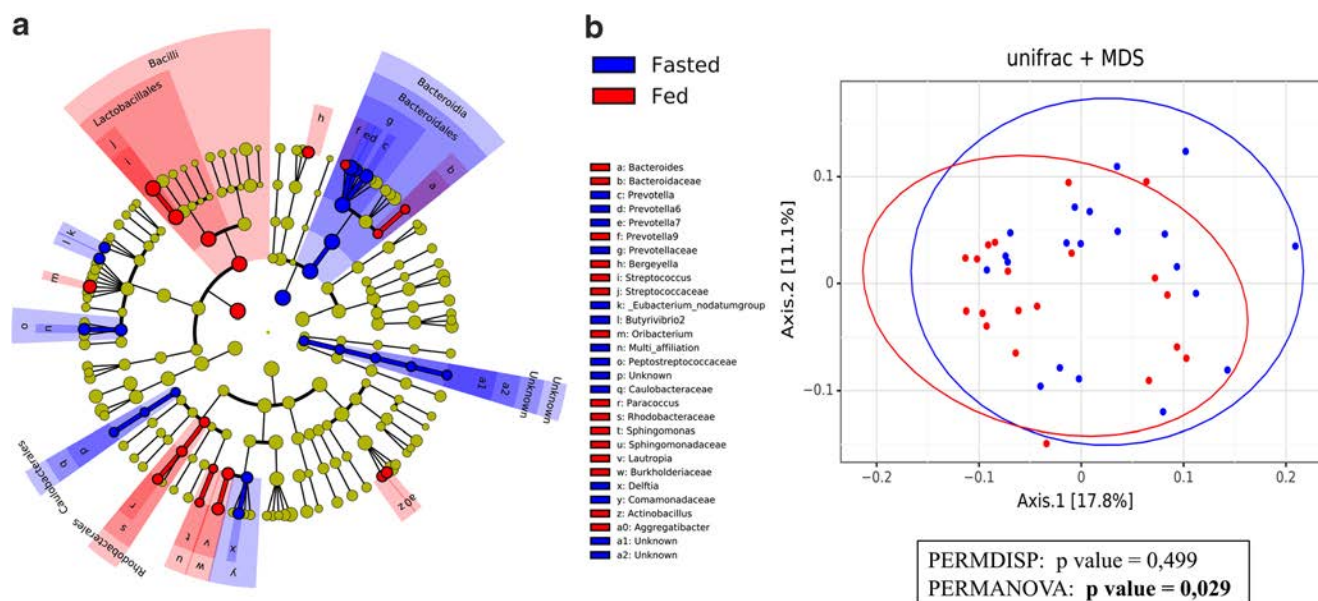 a
b
Bacilli
Lactobacillales
j
i
h
Bacteroidia
Bacteroidales
g
f
e
d
c
b
a
k
l
m
o
n
Unknown
Unknown
a2
a1
Caulobacterales
q
p
Rhodobacterales
s
r
u
t
w
v
y
x
a0
z
Fasted
Fed
a: Bacteroides
b: Bacteroidaceae
c: Prevotella
d: Prevotella6
e: Prevotella7
f: Prevotella9
g: Prevotellaceae
h: Bergeyella
i: Streptococcus
j: Streptococcaceae
k: _Eubacterium_nodatumgroup
l: Butyrivibrio2
m: Oribacterium
n: Multi_affiliation
o: Peptostreptococcaceae
p: Unknown
q: Caulobacteraceae
r: Paracoccus
s: Rhodobacteraceae
t: Sphingomonas
u: Sphingomonadaceae
v: Lautropia
w: Burkholderiaceae
x: Delftia
y: Comamonadaceae
z: Actinobacillus
a0: Aggregatibacter
a1: Unknown
a2: Unknown
unifrac + MDS
Axis.2 [11.1%]
0.1
0
−0.1
−0.2
−0.1
0
0.1
0.2
Axis.1 [17.8%]
PERMDISP: p value = 0,499
PERMANOVA: p value = 0,029